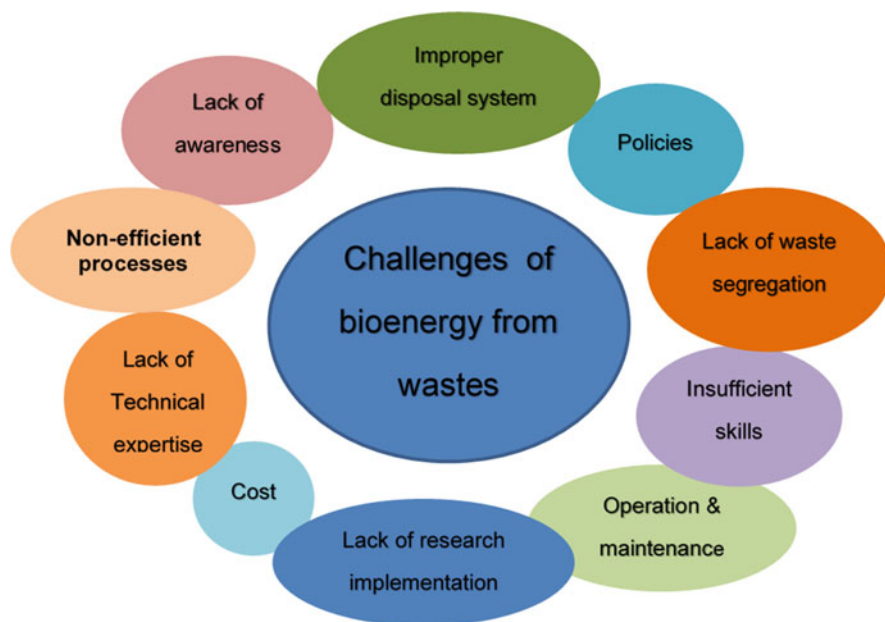 Improper
disposal system
Policies
Lack of waste
segregation
Insufficient
skills
Operation &
maintenance
Lack of research
implementation
Cost
Lack of
Technical
expertise
Non-efficient
processes
Lack of
awareness
Challenges of
bioenergy from
wastes